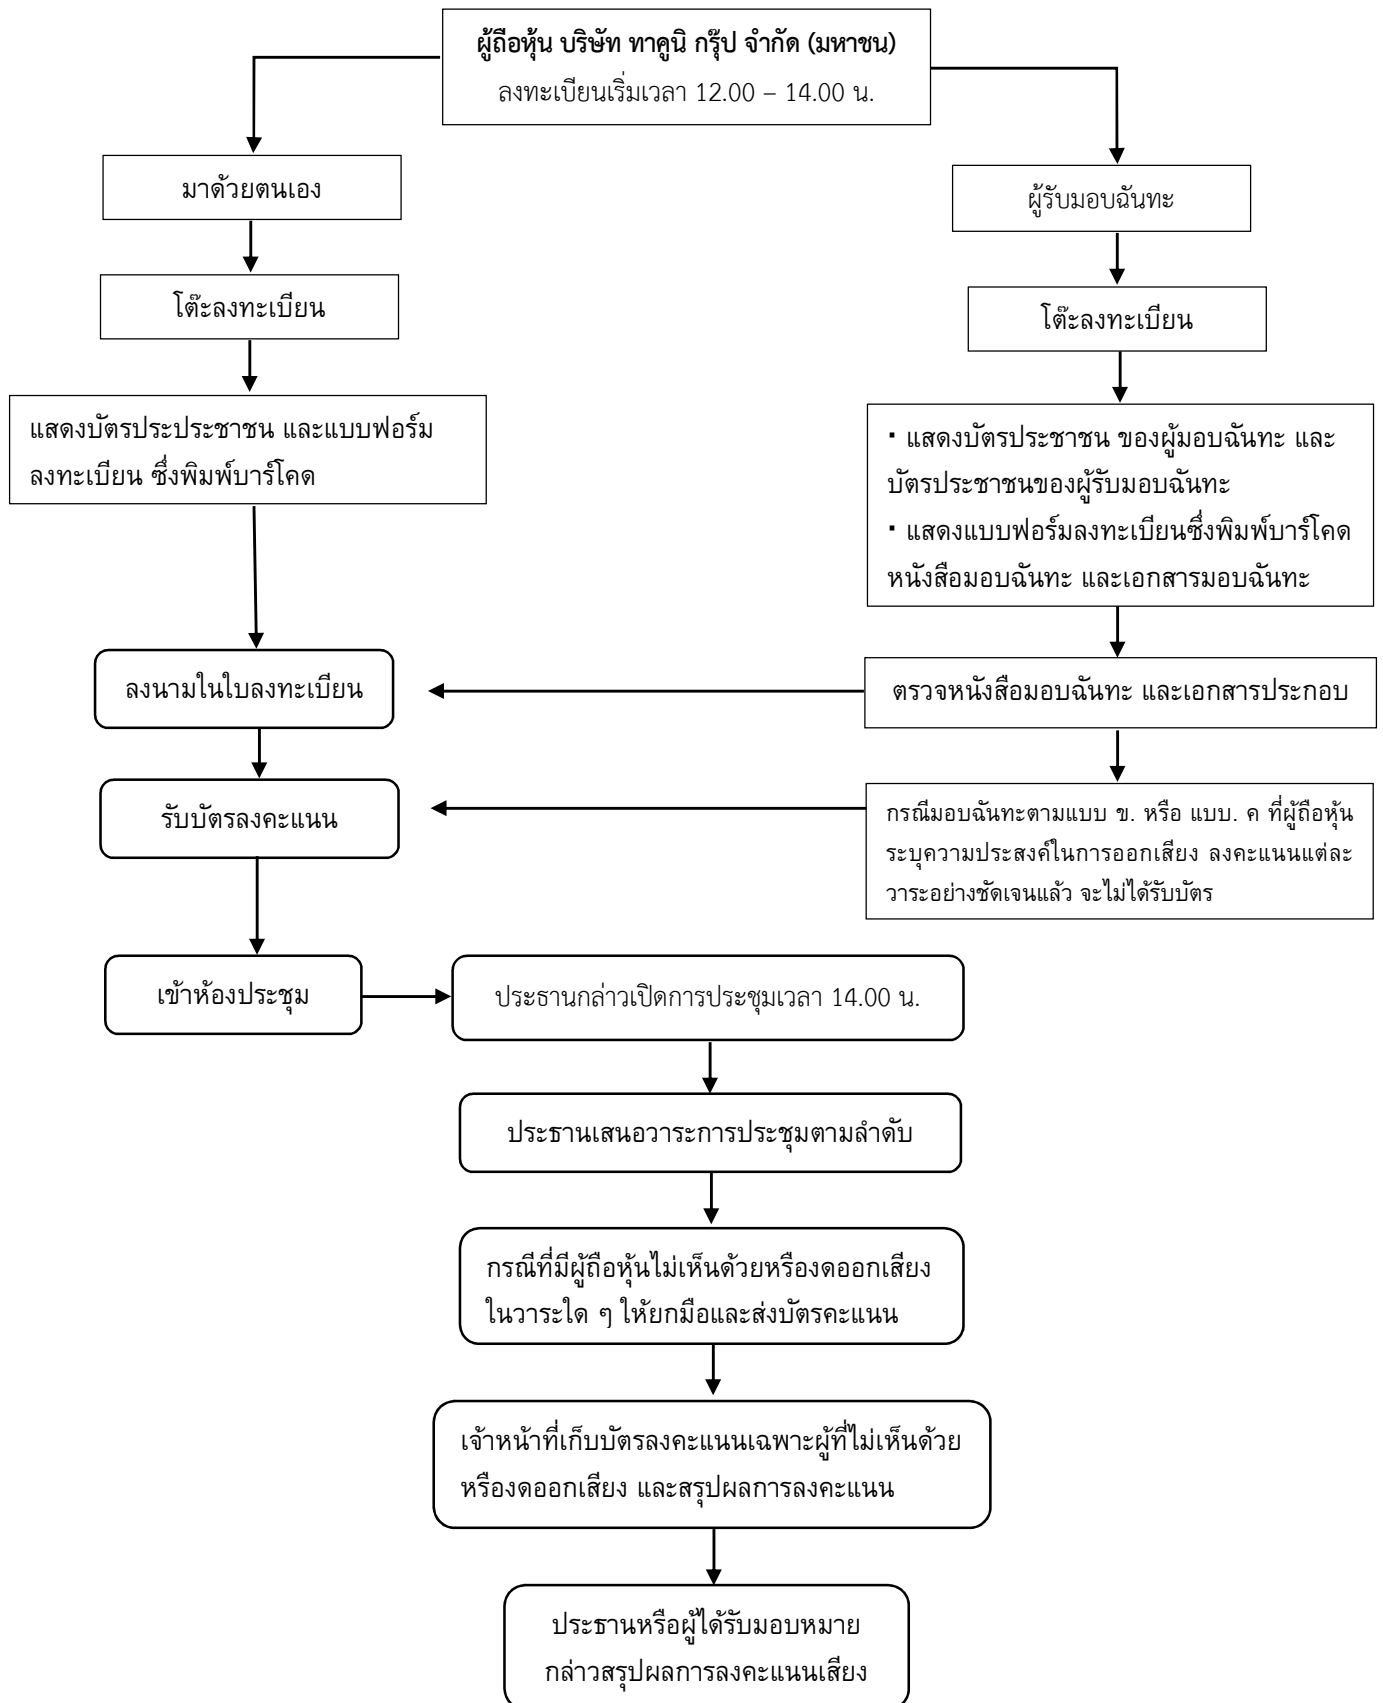 ผู้ถือหุ้น บริษัท ทาคูนิ กรุ๊ป จำกัด (มหาชน)
ลงทะเบียนเริ่มเวลา 12.00 – 14.00 น.
มาด้วยตนเอง
ผู้รับมอบฉันทะ
โต๊ะลงทะเบียน
โต๊ะลงทะเบียน
แสดงบัตรประประชาชน และแบบฟอร์ม
ลงทะเบียน ซึ่งพิมพ์บาร์โคด
▪ แสดงบัตรประชาชน ของผู้มอบฉันทะ และ
บัตรประชาชนของผู้รับมอบฉันทะ
▪ แสดงแบบฟอร์มลงทะเบียนซึ่งพิมพ์บาร์โคด
หนังสือมอบฉันทะ และเอกสารมอบฉันทะ
ลงนามในใบลงทะเบียน
ตรวจหนังสือมอบฉันทะ และเอกสารประกอบ
รับบัตรลงคะแนน
กรณีมอบฉันทะตามแบบ ข. หรือ แบบ. ค ที่ผู้ถือหุ้น
ระบุความประสงค์ในการออกเสียง ลงคะแนนแต่ละ
วาระอย่างชัดเจนแล้ว จะไม่ได้รับบัตร
เข้าห้องประชุม
ประธานกล่าวเปิดการประชุมเวลา 14.00 น.
ประธานเสนอวาระการประชุมตามลำดับ
กรณีที่มีผู้ถือหุ้นไม่เห็นด้วยหรืองดออกเสียง
ในวาระใด ๆ ให้ยกมือและส่งบัตรคะแนน
เจ้าหน้าที่เก็บบัตรลงคะแนนเฉพาะผู้ที่ไม่เห็นด้วย
หรืองดออกเสียง และสรุปผลการลงคะแนน
ประธานหรือผู้ได้รับมอบหมาย
กล่าวสรุปผลการลงคะแนนเสียง